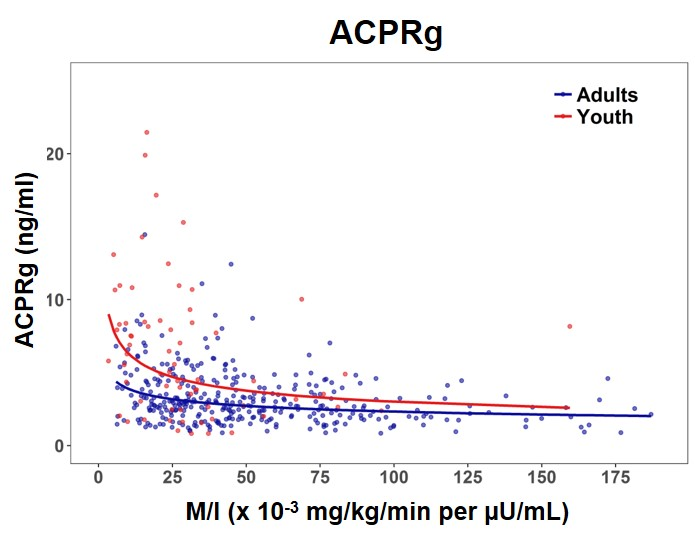 ACPRg
Adults
Youth
ACPRg (ng/ml)
20
10
0
0 25 50 75 100 125 150 175
M/I (x 10⁻³ mg/kg/min per µU/mL)